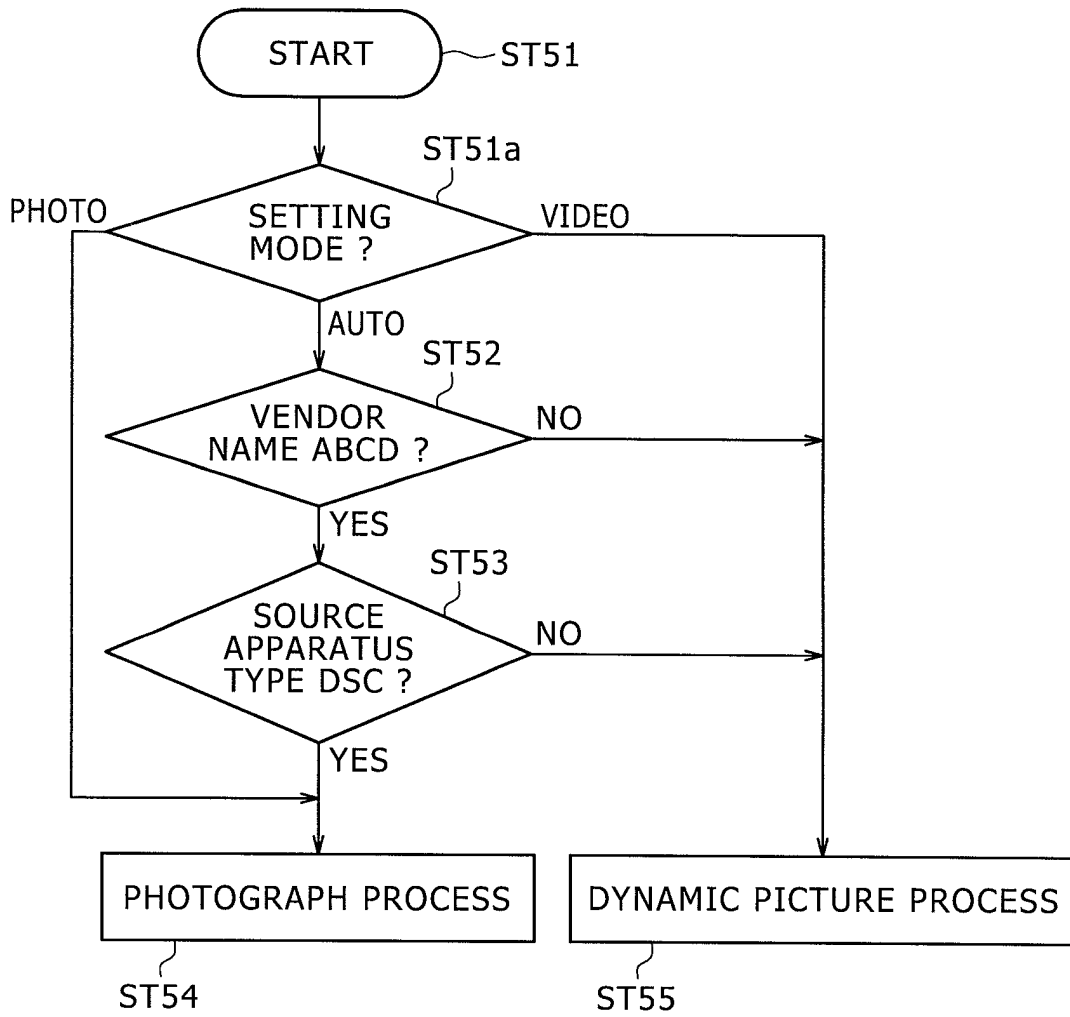 START
ST51
ST51a
PHOTO
SETTING
MODE ?
VIDEO
AUTO
ST52
VENDOR
NAME ABCD ?
NO
YES
ST53
SOURCE
APPARATUS
TYPE DSC ?
NO
YES
PHOTOGRAPH PROCESS
DYNAMIC PICTURE PROCESS
ST54
ST55